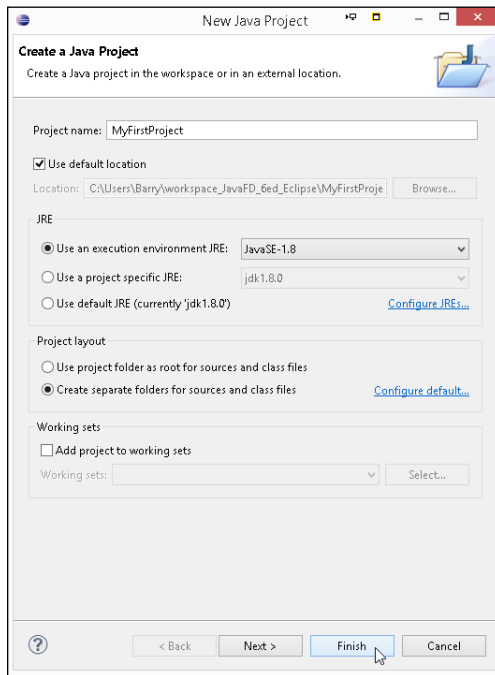 New Java Project
Create a Java Project
Create a Java project in the workspace or in an external location.
Project name: MyFirstProject
Use default location
Location: C:\Users\Barry\workspace_JavaFD_6ed_Eclipse\MyFirstProje Browse...
JRE
Use an execution environment JRE: JavaSE-1.8
Use a project specific JRE: jdk1.8.0
Use default JRE (currently 'jdk1.8.0') Configure JREs...
Project layout
Use project folder as root for sources and class files
Create separate folders for sources and class files Configure default...
Working sets
Add project to working sets
Working sets: Select...
? < Back Next > Finish Cancel